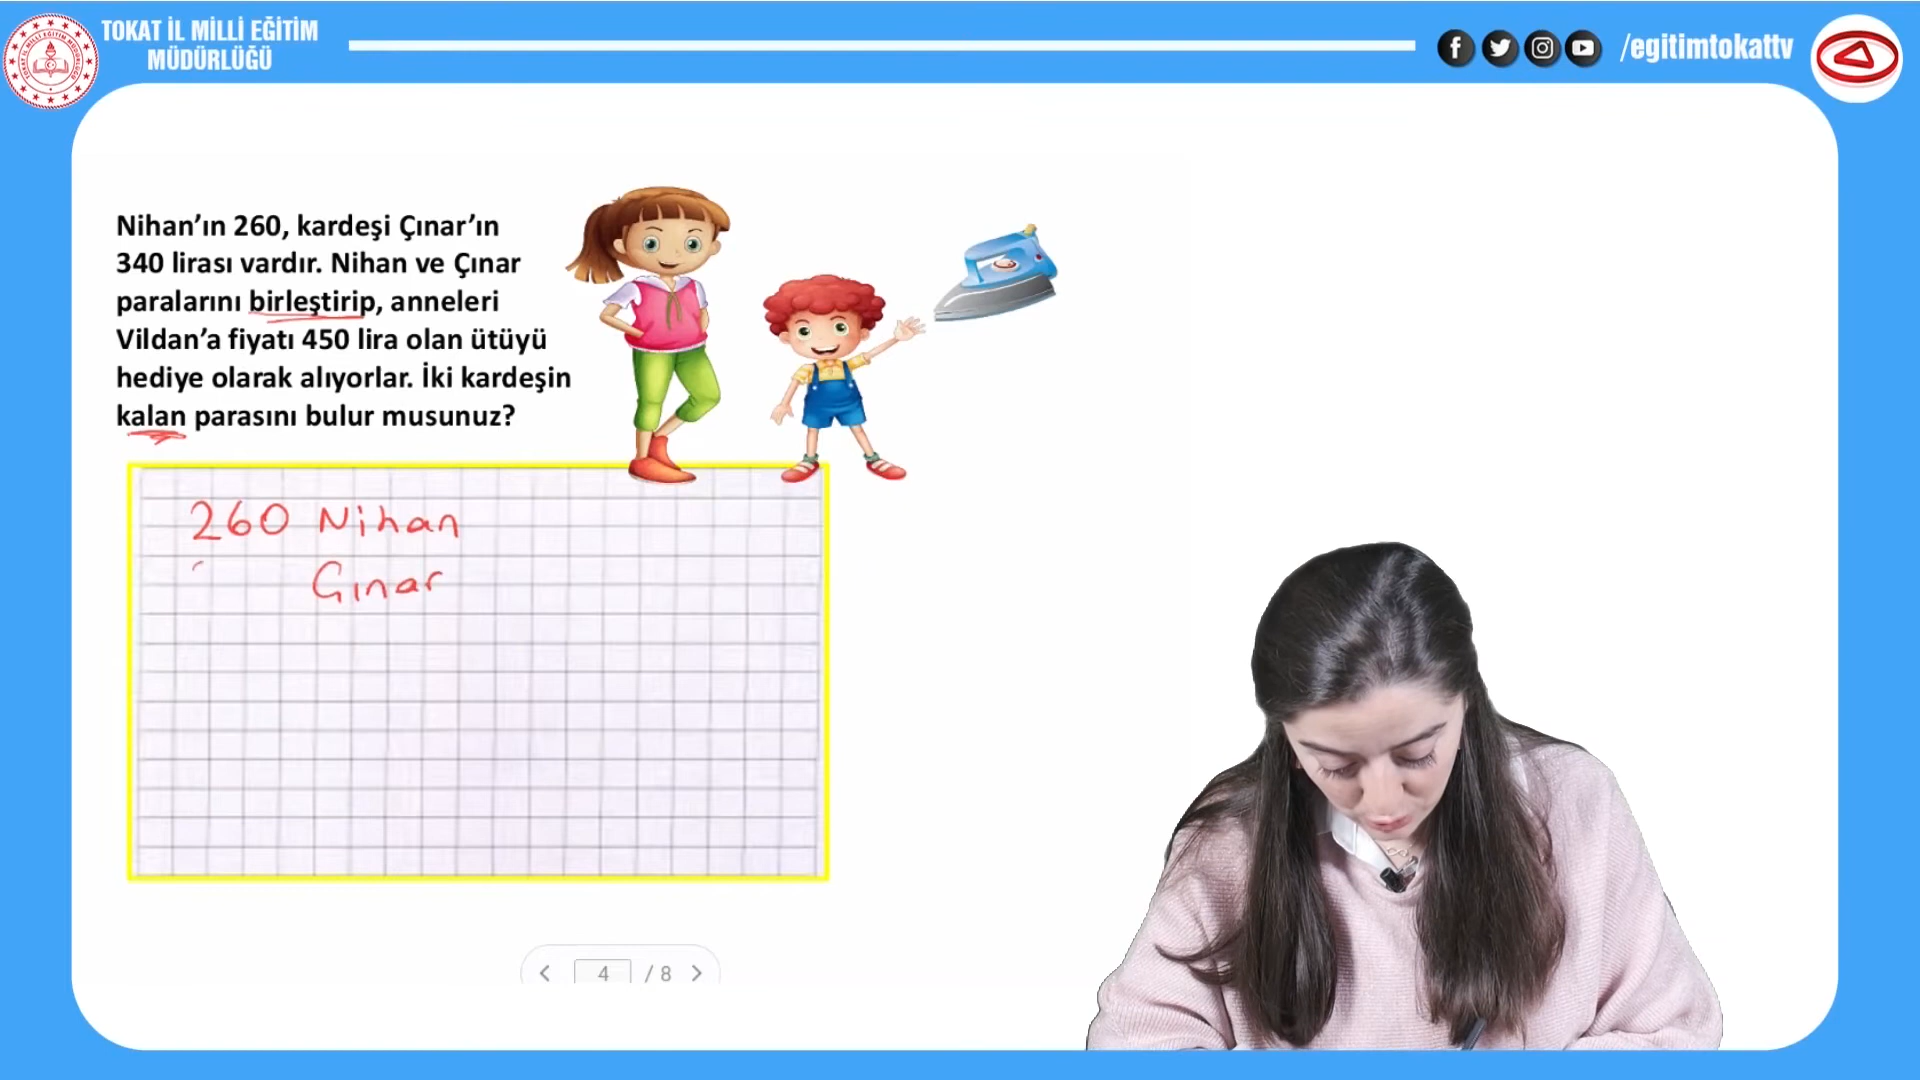 TOKAT İL MİLLİ EĞİTİM
MÜDÜRLÜĞÜ
/egitimtokattv
Nihan’ın 260, kardeşi Çınar’ın
340 lirası vardır. Nihan ve Çınar
paralarını birleştirip, anneleri
Vildan’a fiyatı 450 lira olan ütüyü
hediye olarak alıyorlar. İki kardeşin
kalan parasını bulur musunuz?
260 Nihan
Çınar
4 / 8